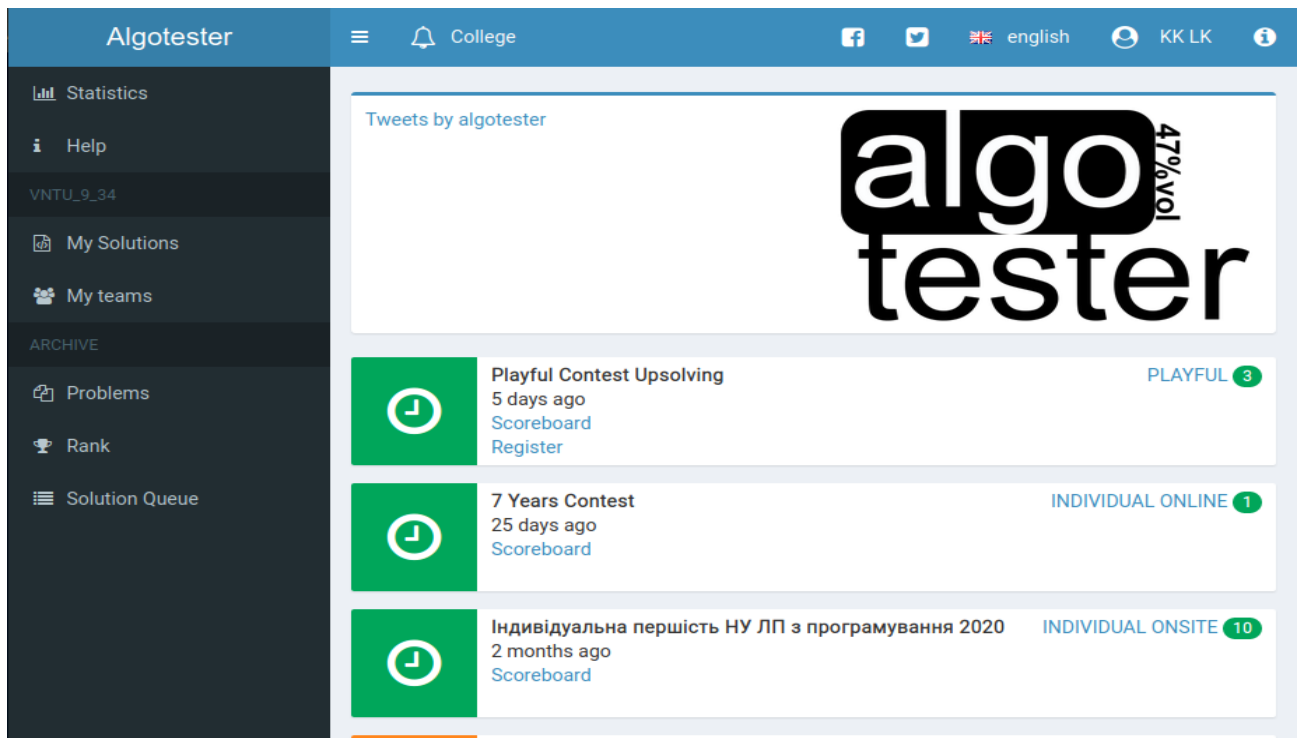 Algotester
College
english
KK LK
Statistics
Help
VNTU_9_34
My Solutions
My teams
ARCHIVE
Problems
Rank
Solution Queue
Tweets by algotester
algo
47%vol
tester
Playful Contest Upsolving
PLAYFUL 3
5 days ago
Scoreboard
Register
7 Years Contest
INDIVIDUAL ONLINE 1
25 days ago
Scoreboard
Індивідуальна першість НУ ЛП з програмування 2020
INDIVIDUAL ONSITE 10
2 months ago
Scoreboard